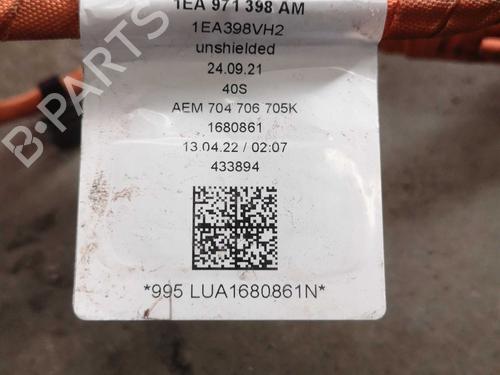 1EA 971 398 AM
1EA398VH2
unshielded
24.09.21
40S
AEM 704 706 705K
1680861
13.04.22 / 02:07
433894
*995 LUA1680861N*
B-PARTS